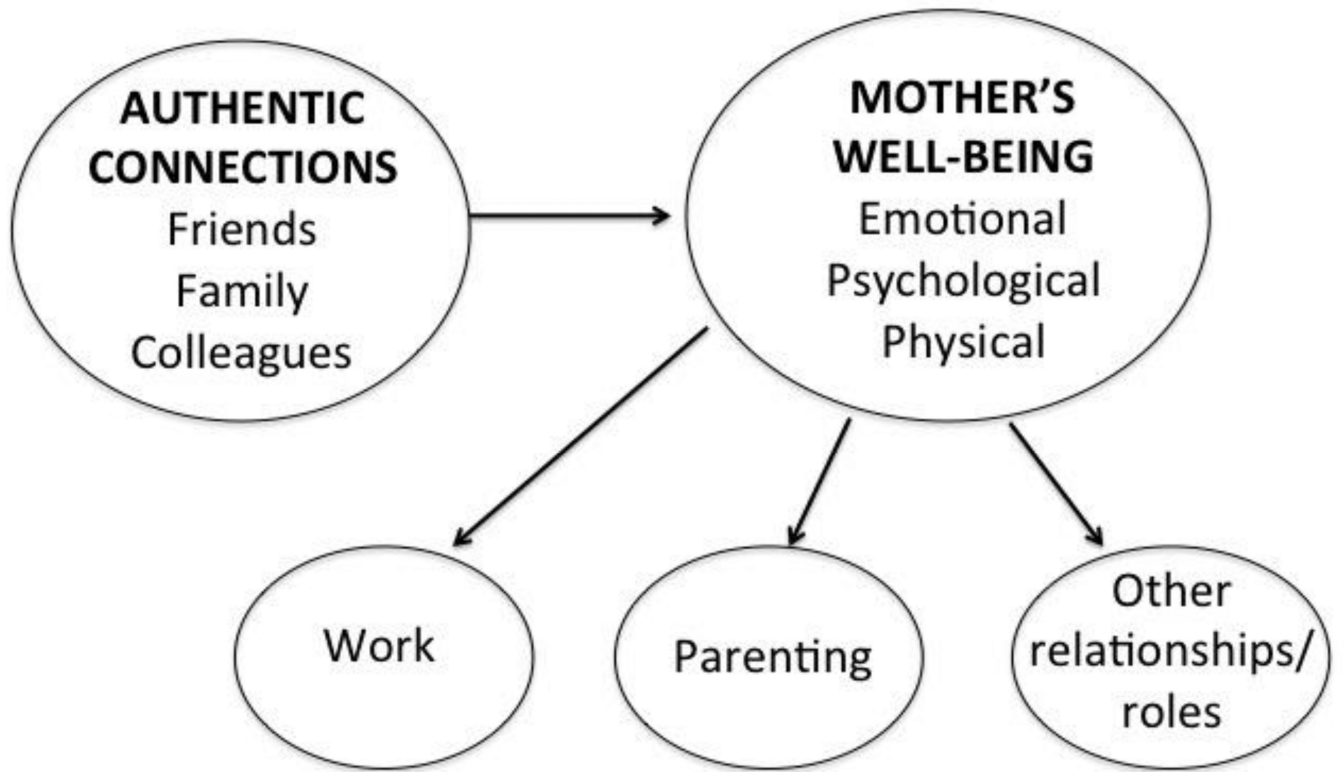 AUTHENTIC
CONNECTIONS
Friends
Family
Colleagues
MOTHER’S
WELL-BEING
Emotional
Psychological
Physical
Work
Parenting
Other
relationships/
roles